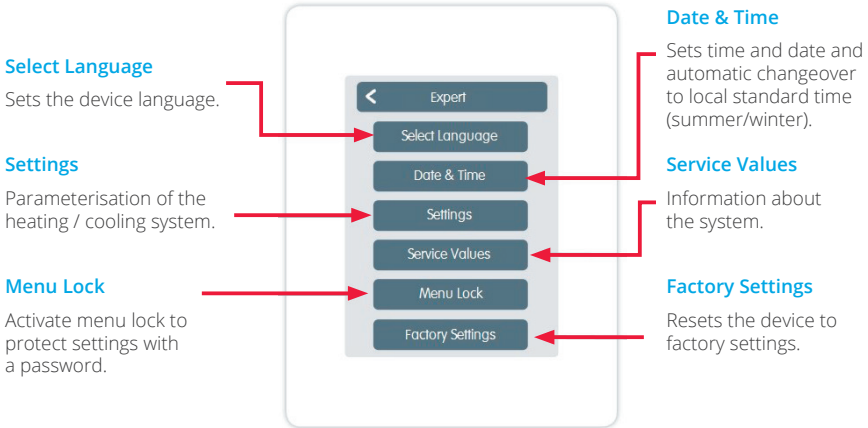 Select Language
Sets the device language.
Settings
Parameterisation of the
heating / cooling system.
Menu Lock
Activate menu lock to
protect settings with
a password.
Expert
Select Language
Date & Time
Settings
Service Values
Menu Lock
Factory Settings
Date & Time
Sets time and date and
automatic changeover
to local standard time
(summer/winter).
Service Values
Information about
the system.
Factory Settings
Resets the device to
factory settings.